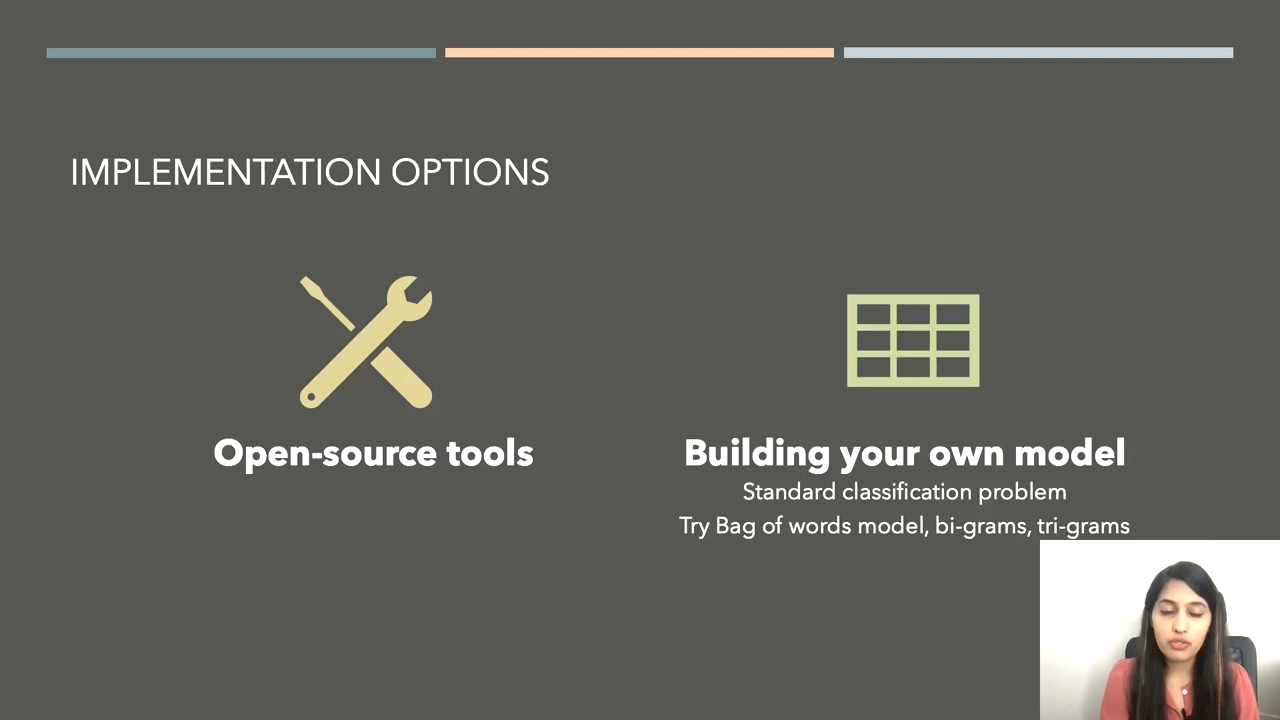 IMPLEMENTATION OPTIONS
Open-source tools
Building your own model
Standard classification problem
Try Bag of words model, bi-grams, tri-grams